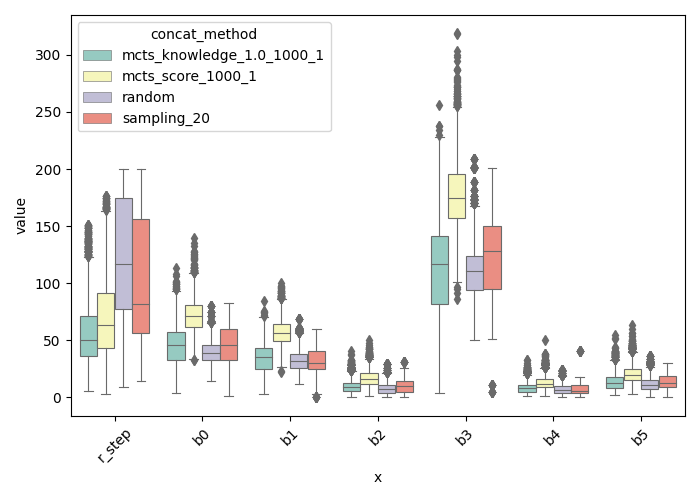 concat_method
mcts_knowledge_1.0_1000_1
mcts_score_1000_1
random
sampling_20
value
300
250
200
150
100
50
0
r_step b0 b1 b2 b3 b4 b5
x